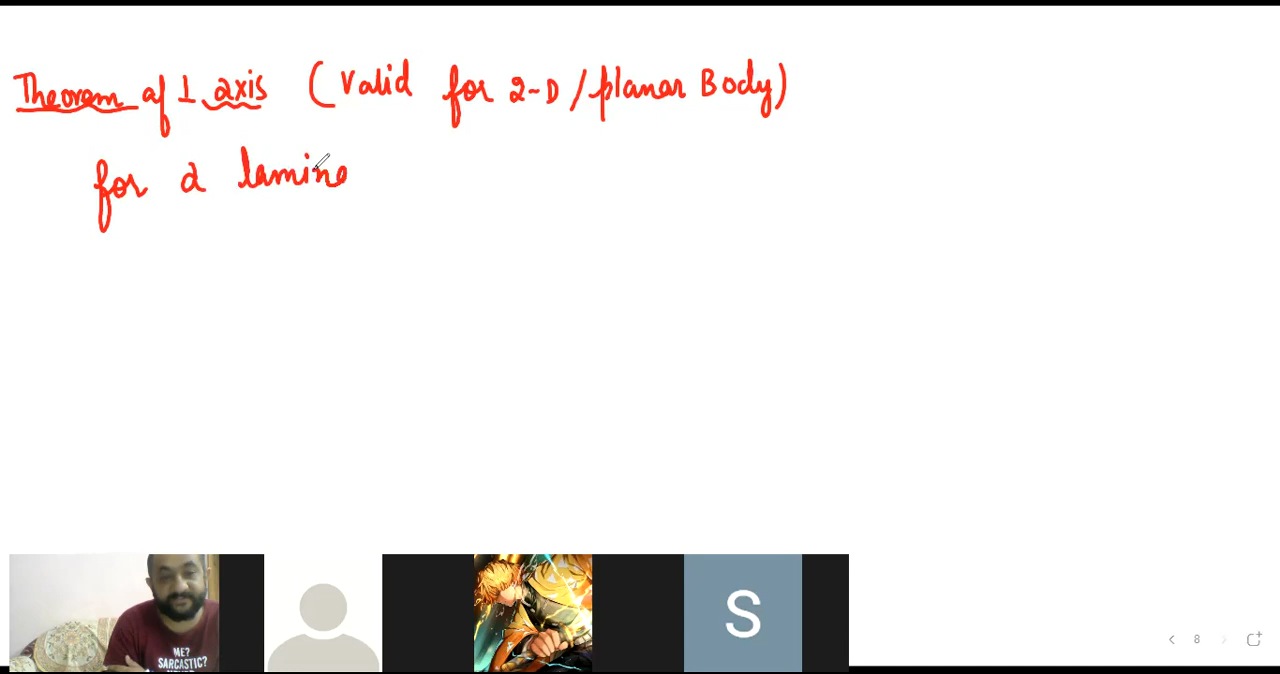 Theorem of ⊥ axis (Valid for 2-D/planar Body)
for a lamina
ME?
SARCASTIC?
S
8